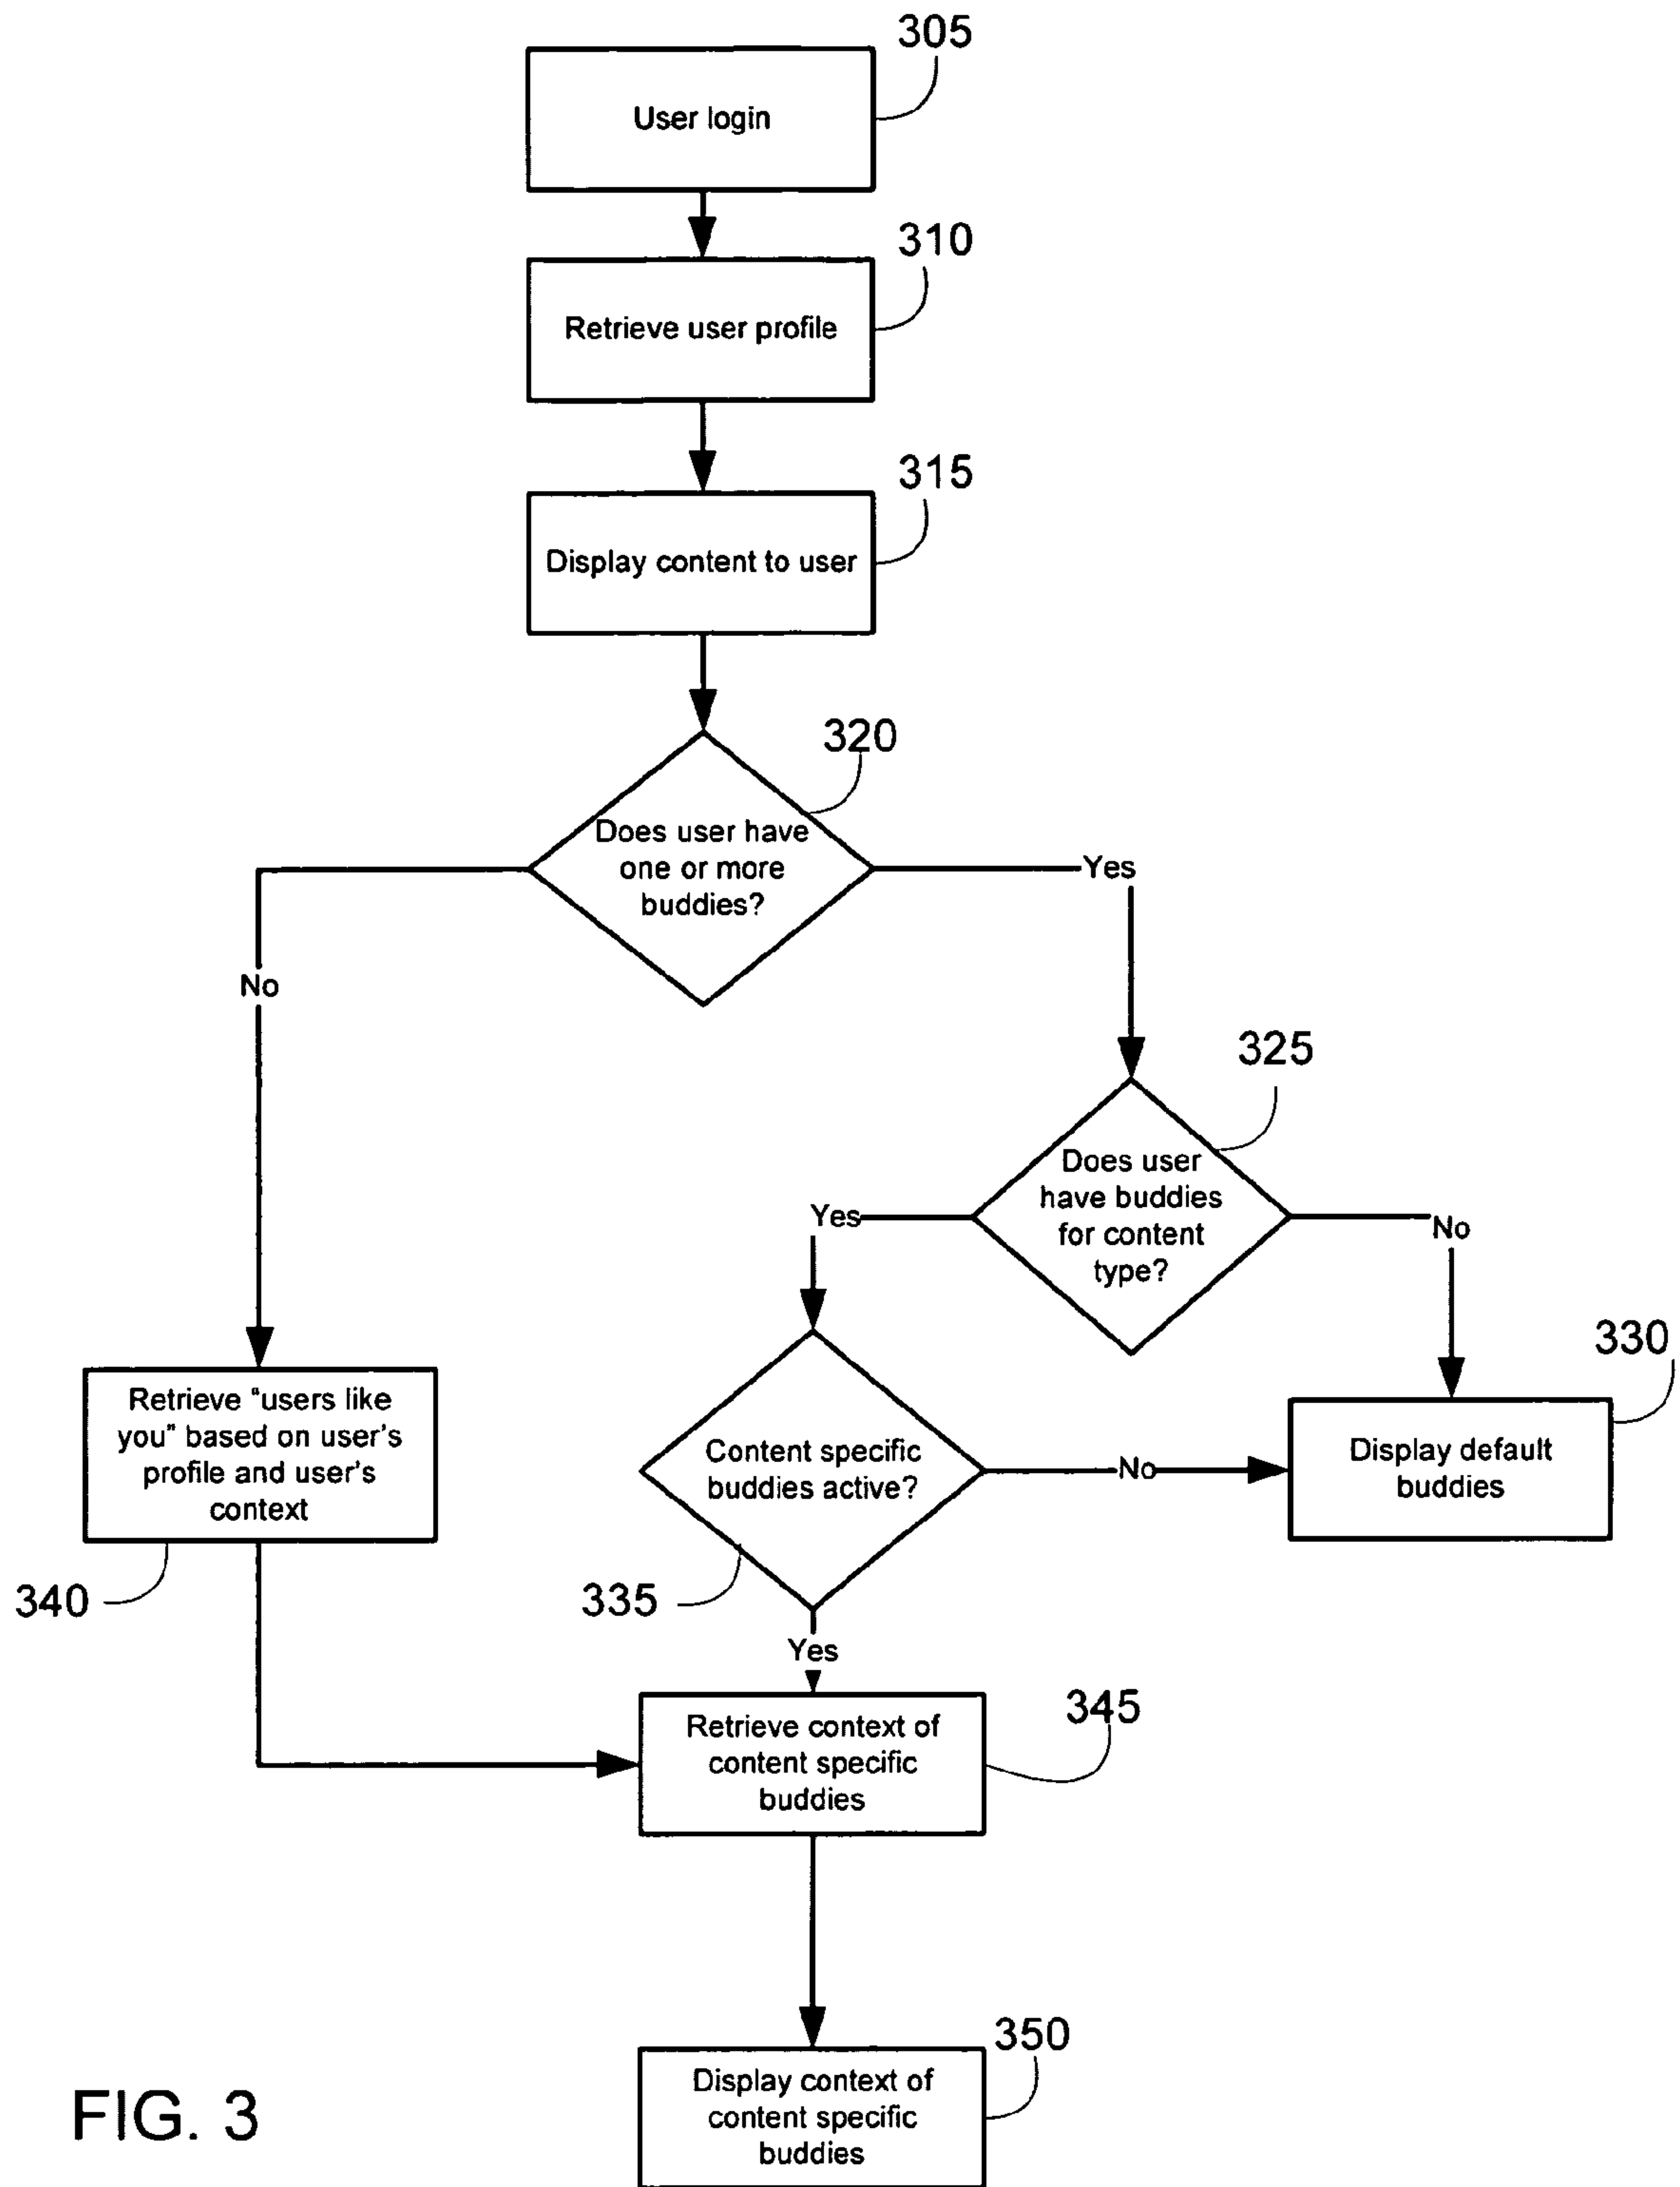 305
User login
310
Retrieve user profile
315
Display content to user
320
Does user have
one or more
buddies?
Yes
No
325
Does user
have buddies
for content
type?
Yes
No
330
Display default
buddies
Retrieve "users like
you" based on user's
profile and user's
context
340
Content specific
buddies active?
No
335
Yes
345
Retrieve context of
content specific
buddies
350
Display context of
content specific
buddies
FIG. 3